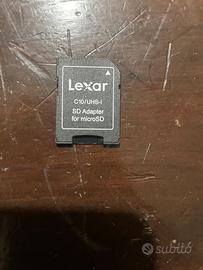 Lexar
C10/UHS-I
SD Adapter
for microSD
subito